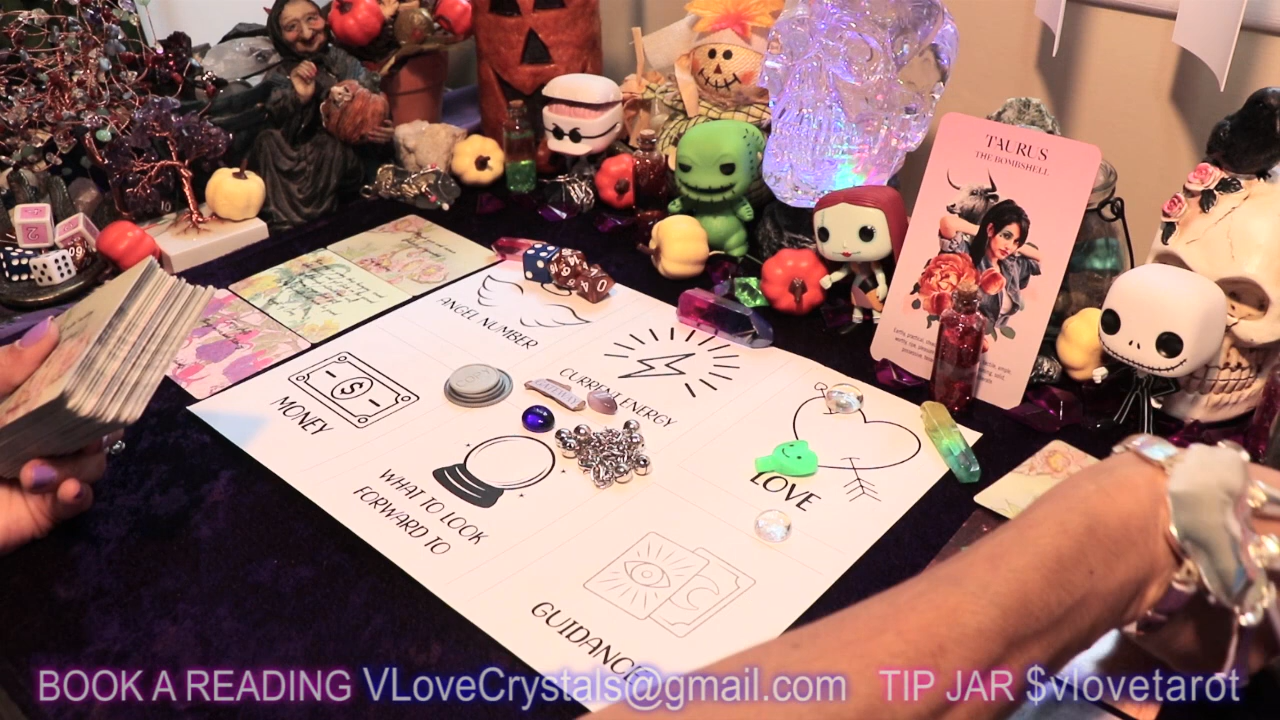 TAURUS
THE BOMBSHELL
ANGEL NUMBER
CURRENT ENERGY
MONEY
COPY
WHAT TO LOOK
FORWARD TO
LOVE
GUIDANCE
BOOK A READING VLoveCrystals@gmail.com TIP JAR $vlovetarot